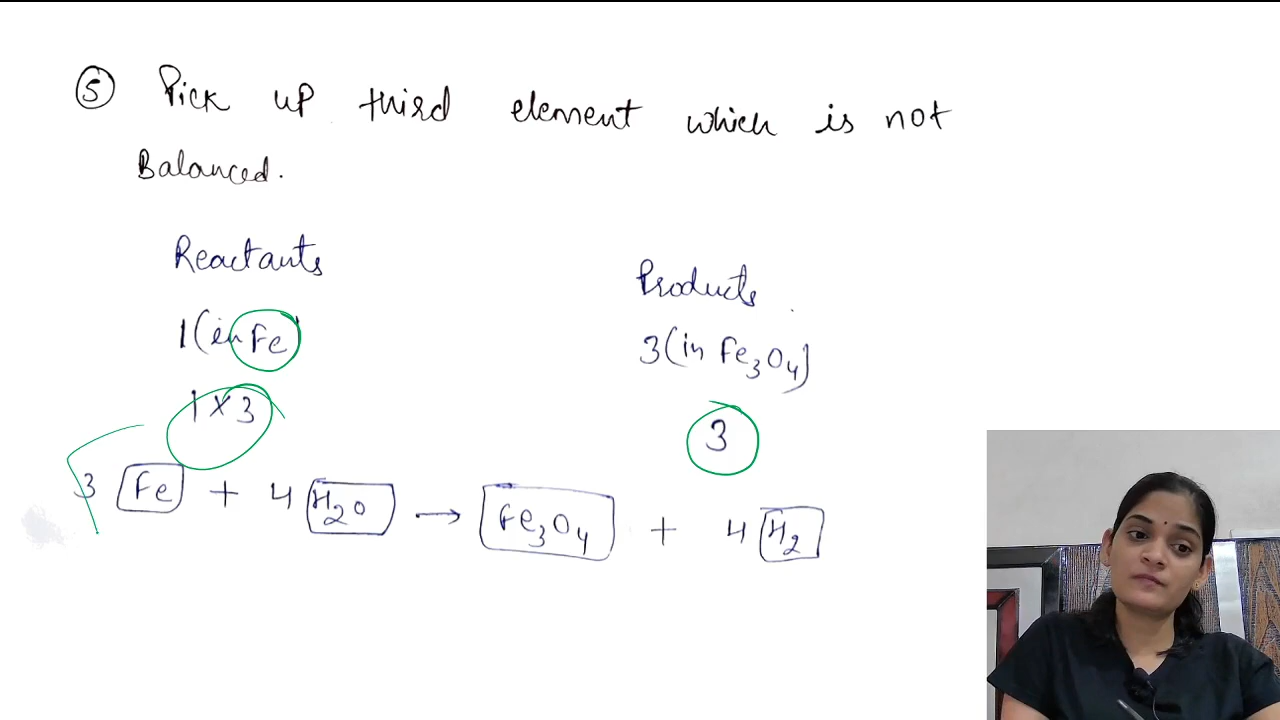 ⑤ Pick up third element which is not
Balanced.
Reactants
Products
1(in Fe)
3(in Fe₃O₄)
1 x 3
3
3 Fe + 4 H₂O → Fe₃O₄ + 4 H₂